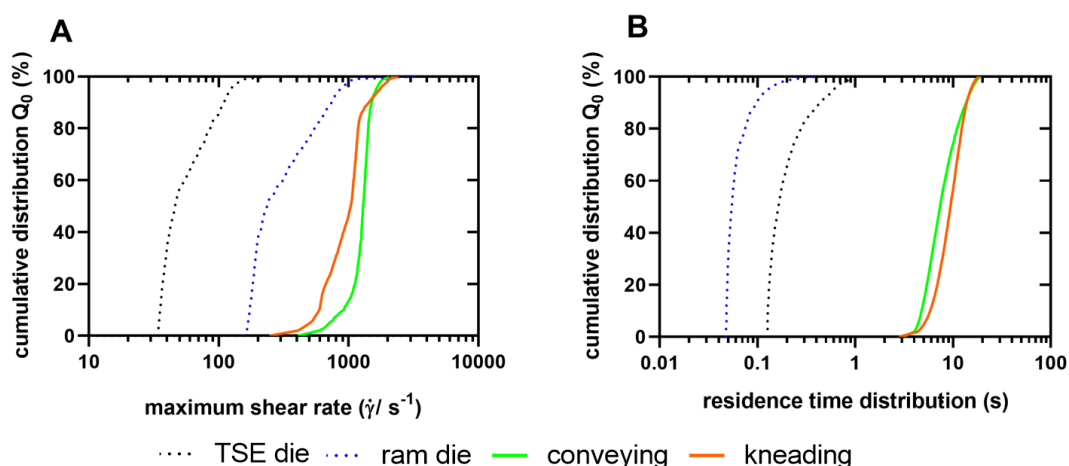 A
cumulative distribution Q₀ (%)
100
80
60
40
20
0
10
100
1000
10000
maximum shear rate (γ̇/ s⁻¹)
B
cumulative distribution Q₀ (%)
100
80
60
40
20
0
0.01
0.1
1
10
100
residence time distribution (s)
TSE die
ram die
conveying
kneading